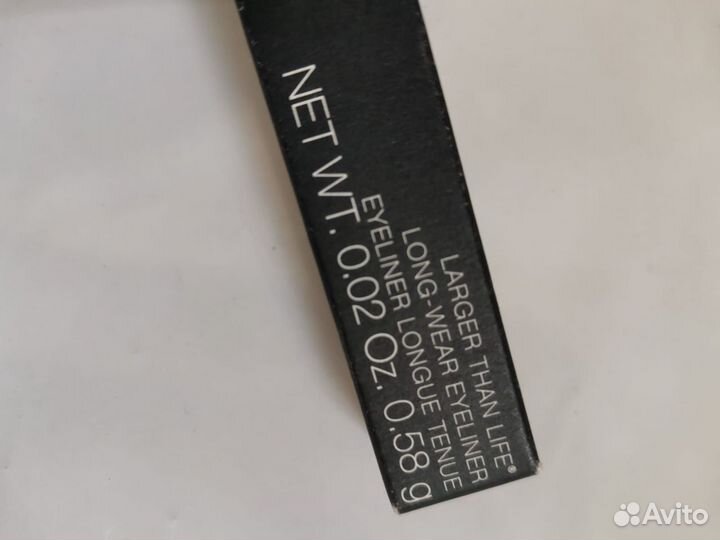 LARGER THAN LIFE®
LONG-WEAR EYELINER
EYELINER LONGUE TENUE
NET WT. 0.02 Oz. 0.58 g
Avito